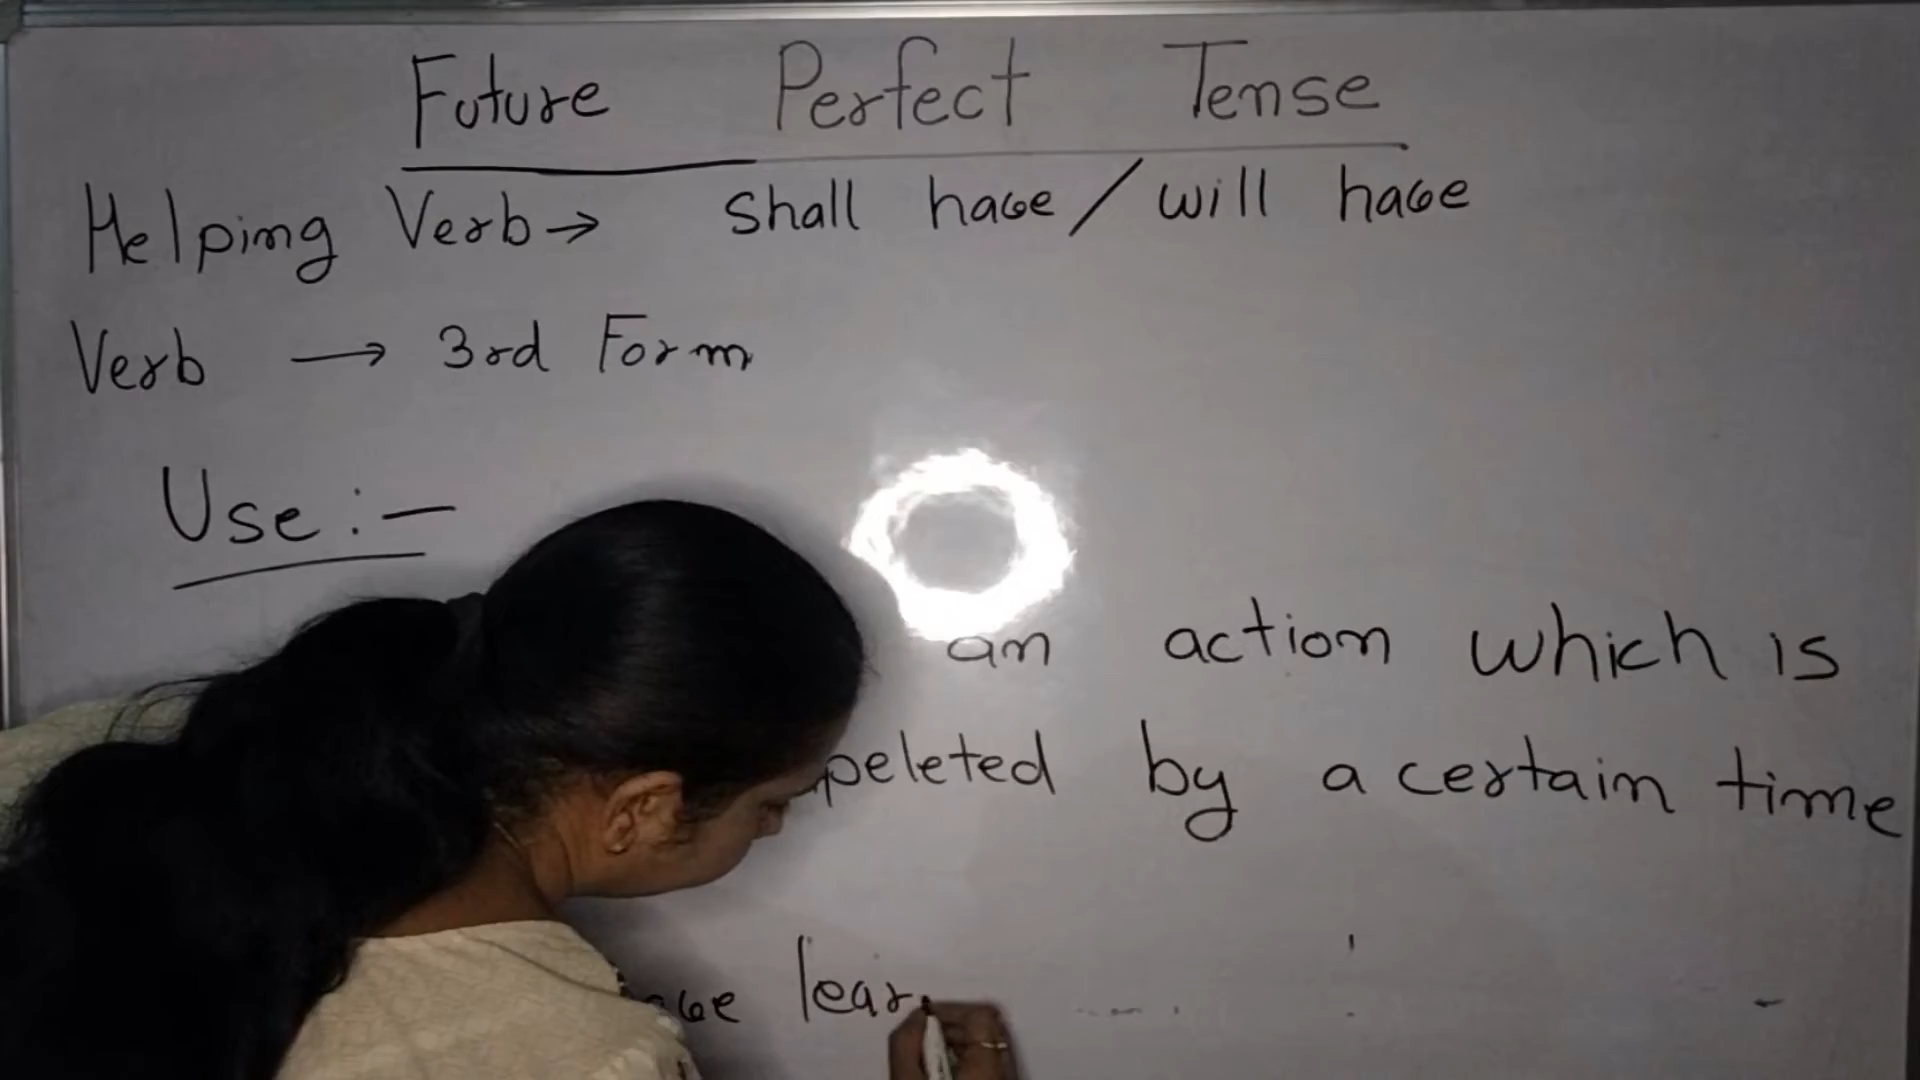 Future Perfect Tense
Helping Verb → Shall have / will have
Verb → 3rd Form
Use :-
an action which is
peleted by a certain time
lear